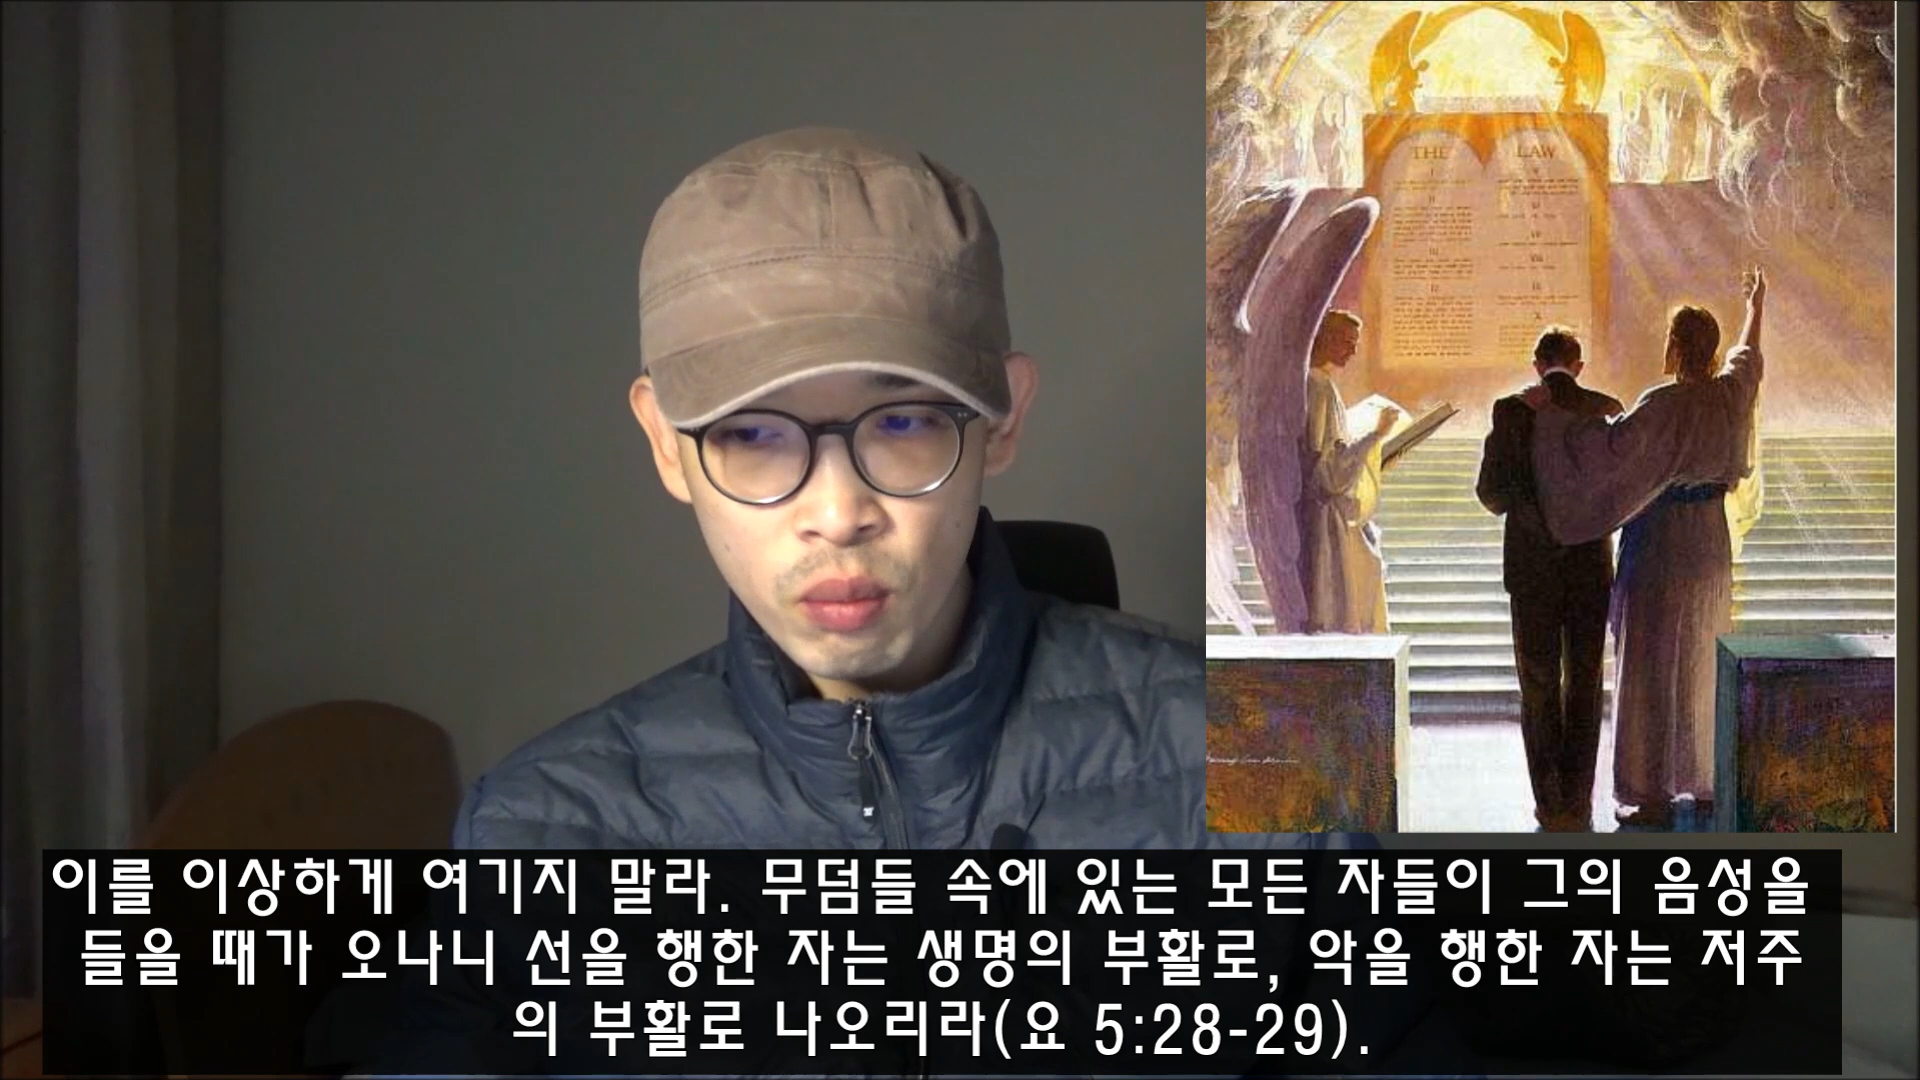 THE LAW
이를 이상하게 여기지 말라. 무덤들 속에 있는 모든 자들이 그의 음성을
들을 때가 오나니 선을 행한 자는 생명의 부활로, 악을 행한 자는 저주
의 부활로 나오리라(요 5:28-29).